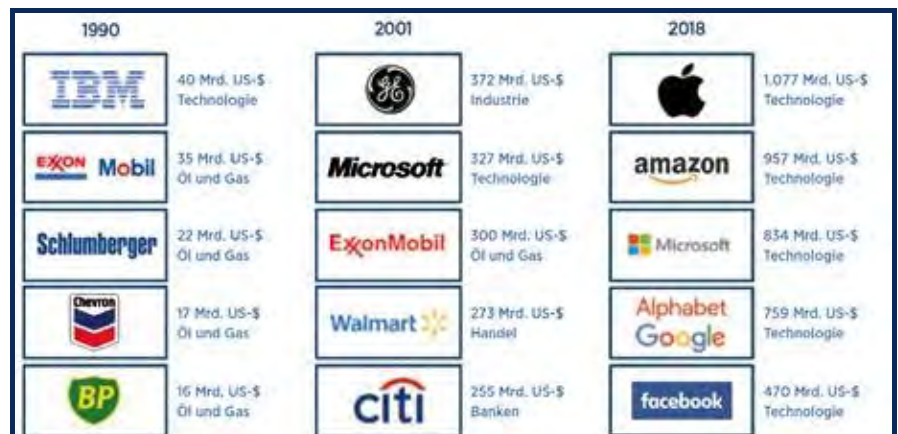 1990
2001
2018
IBM
40 Mrd. US-$
Technologie
GE
372 Mrd. US-$
Industrie
1.077 Mrd. US-$
Technologie
EXXON Mobil
35 Mrd. US-$
Öl und Gas
Microsoft
327 Mrd. US-$
Technologie
amazon
957 Mrd. US-$
Technologie
Schlumberger
22 Mrd. US-$
Öl und Gas
ExxonMobil
300 Mrd. US-$
Öl und Gas
Microsoft
834 Mrd. US-$
Technologie
Chevron
17 Mrd. US-$
Öl und Gas
Walmart
273 Mrd. US-$
Handel
Alphabet
Google
759 Mrd. US-$
Technologie
BP
16 Mrd. US-$
Öl und Gas
citi
255 Mrd. US-$
Banken
facebook
470 Mrd. US-$
Technologie